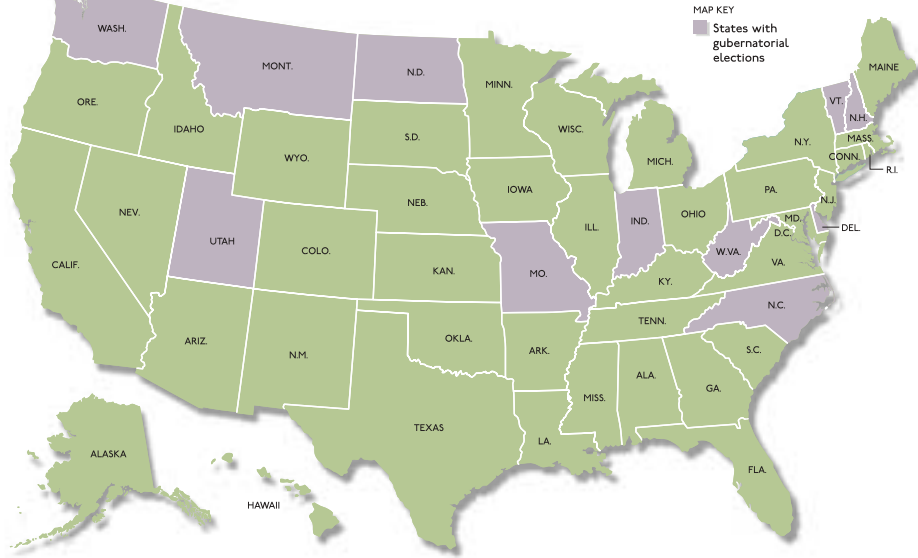 MAP KEY
States with
gubernatorial
elections
WASH.
MONT.
N.D.
MINN.
MAINE
ORE.
IDAHO
S.D.
WISC.
VT.
N.H.
WYO.
MICH.
N.Y.
MASS.
CONN.
R.I.
NEV.
NEB.
IOWA
PA.
N.J.
UTAH
COLO.
ILL.
IND.
OHIO
MD.
DEL.
D.C.
CALIF.
KAN.
MO.
W.VA.
VA.
KY.
N.C.
ARIZ.
N.M.
OKLA.
ARK.
TENN.
S.C.
MISS.
ALA.
GA.
TEXAS
LA.
FLA.
ALASKA
HAWAII